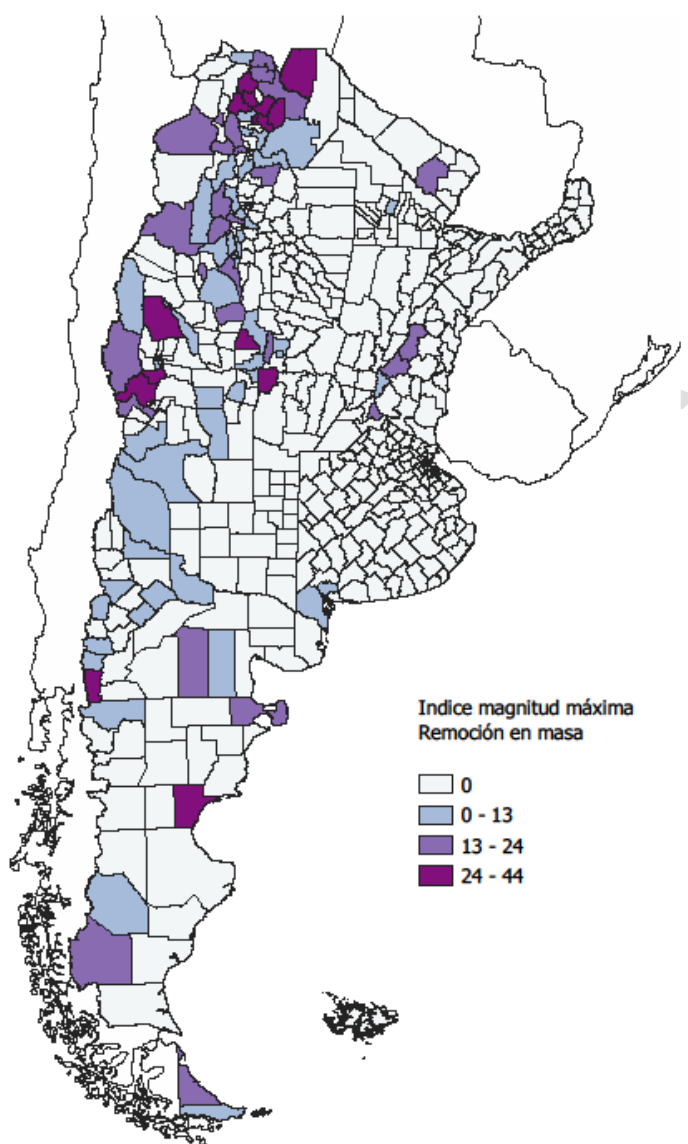 Indice magnitud máxima
Remoción en masa
0
0 - 13
13 - 24
24 - 44